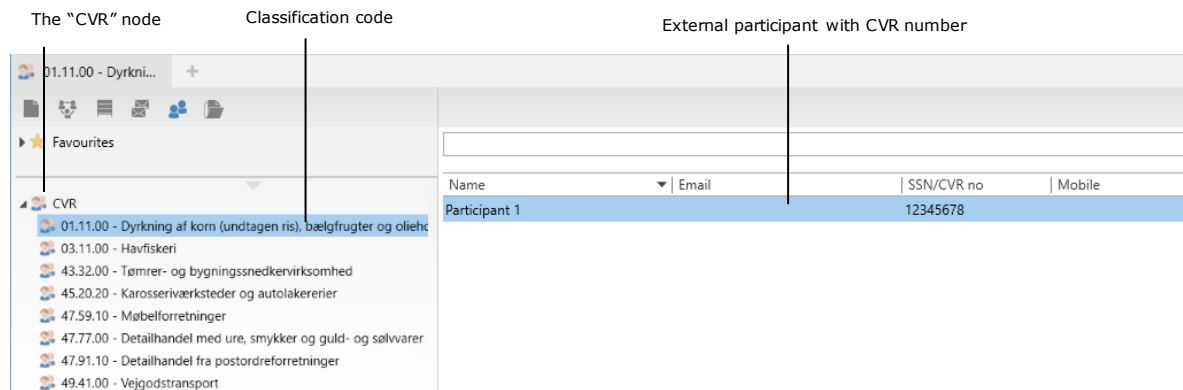 The “CVR” node
Classification code
External participant with CVR number
01.11.00 - Dyrkni...
Favourites
Name
Email
SSN/CVR no
Mobile
Participant 1
12345678
CVR
01.11.00 - Dyrkning af korn (undtagen ris), bælgfrugter og oliehc
03.11.00 - Havfiskeri
43.32.00 - Tømrer- og bygningssnedkervirksomhed
45.20.20 - Karosseriværksteder og autolakererier
47.59.10 - Møbelforretninger
47.77.00 - Detailhandel med ure, smykker og guld- og sølvvarer
47.91.10 - Detailhandel fra postordreforretninger
49.41.00 - Vejgodstransport